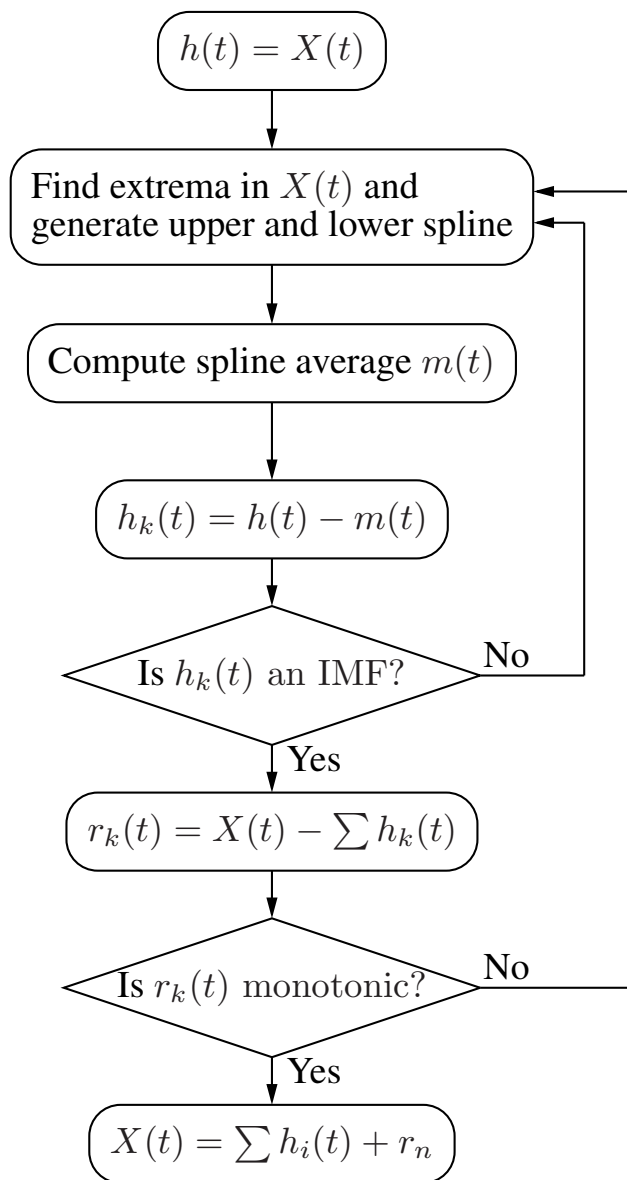 h(t) = X(t)
Find extrema in X(t) and
generate upper and lower spline
Compute spline average m(t)
h_k(t) = h(t) − m(t)
Is h_k(t) an IMF?
No
Yes
r_k(t) = X(t) − ∑ h_k(t)
Is r_k(t) monotonic?
No
Yes
X(t) = ∑ h_i(t) + r_n